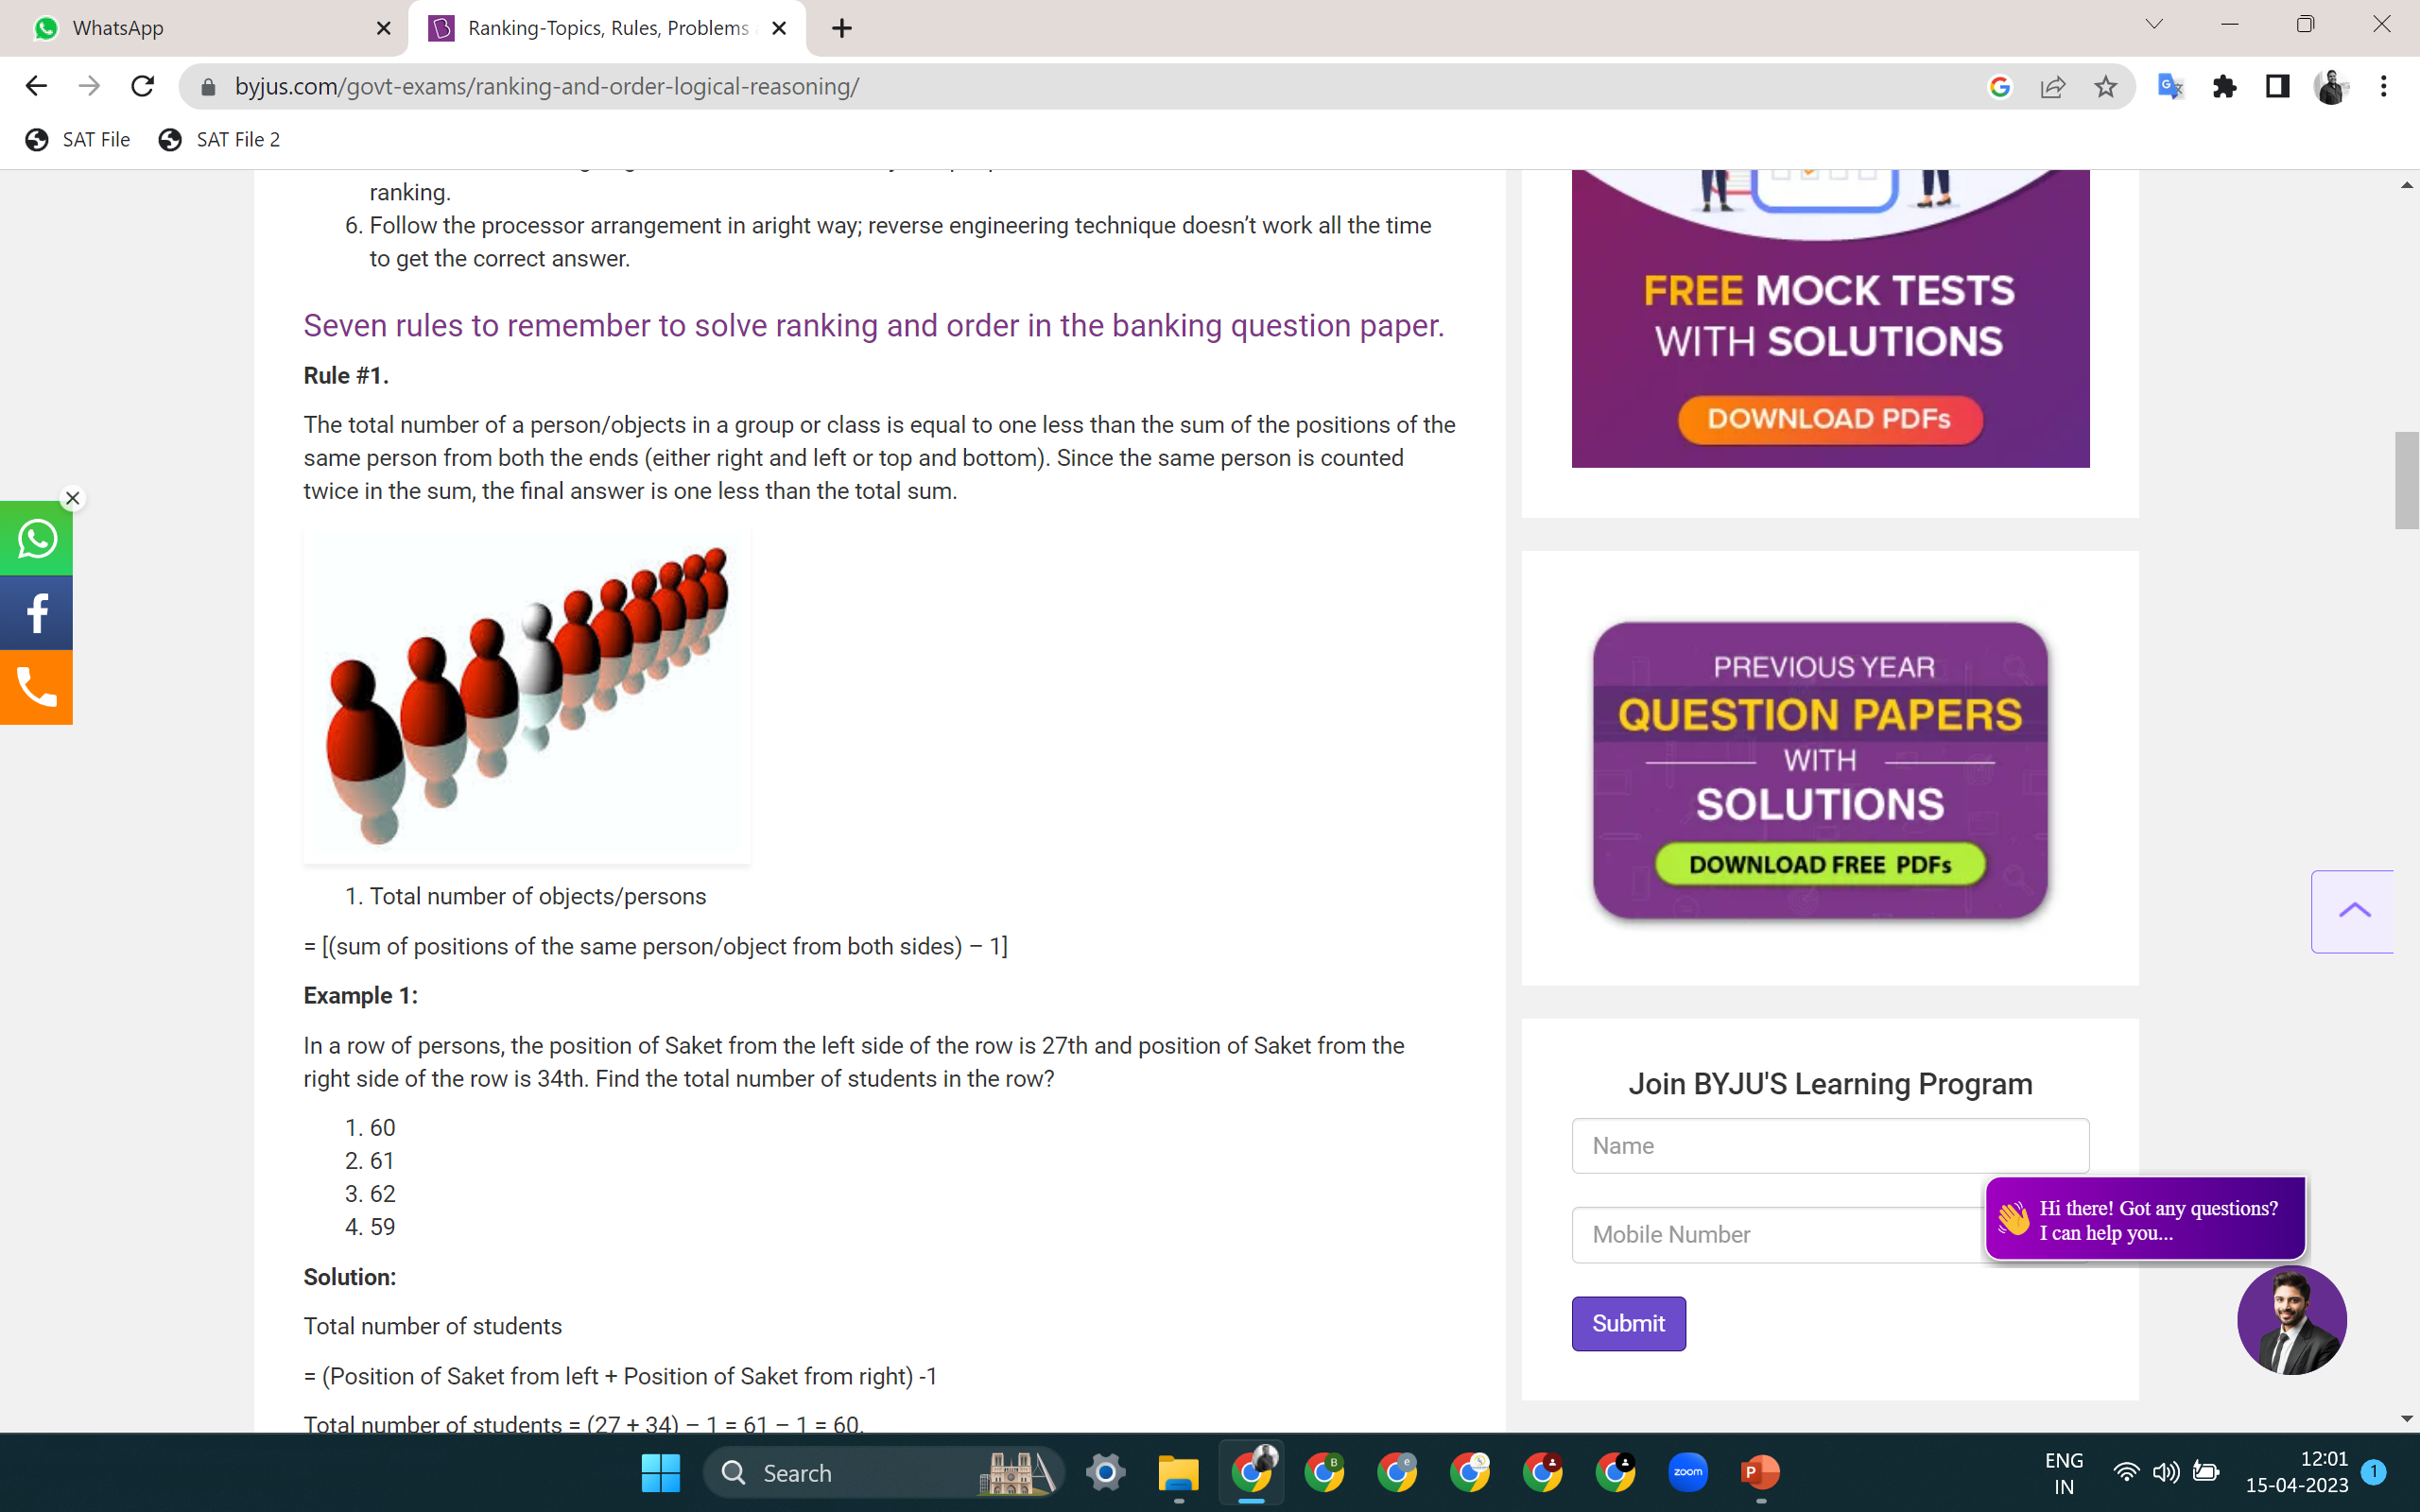 WhatsApp
Ranking-Topics, Rules, Problems
byjus.com/govt-exams/ranking-and-order-logical-reasoning/
SAT File
SAT File 2
ranking.
6. Follow the processor arrangement in aright way; reverse engineering technique doesn’t work all the time
to get the correct answer.
Seven rules to remember to solve ranking and order in the banking question paper.
Rule #1.
The total number of a person/objects in a group or class is equal to one less than the sum of the positions of the
same person from both the ends (either right and left or top and bottom). Since the same person is counted
twice in the sum, the final answer is one less than the total sum.
1. Total number of objects/persons
= [(sum of positions of the same person/object from both sides) – 1]
Example 1:
In a row of persons, the position of Saket from the left side of the row is 27th and position of Saket from the
right side of the row is 34th. Find the total number of students in the row?
1. 60
2. 61
3. 62
4. 59
Solution:
Total number of students
= (Position of Saket from left + Position of Saket from right) -1
Total number of students = (27 + 34) – 1 = 61 – 1 = 60.
FREE MOCK TESTS
WITH SOLUTIONS
DOWNLOAD PDFs
PREVIOUS YEAR
QUESTION PAPERS
WITH
SOLUTIONS
DOWNLOAD FREE PDFs
Join BYJU'S Learning Program
Name
Mobile Number
Hi there! Got any questions?
I can help you...
Submit
Search
zoom
ENG
IN
12:01
15-04-2023
1